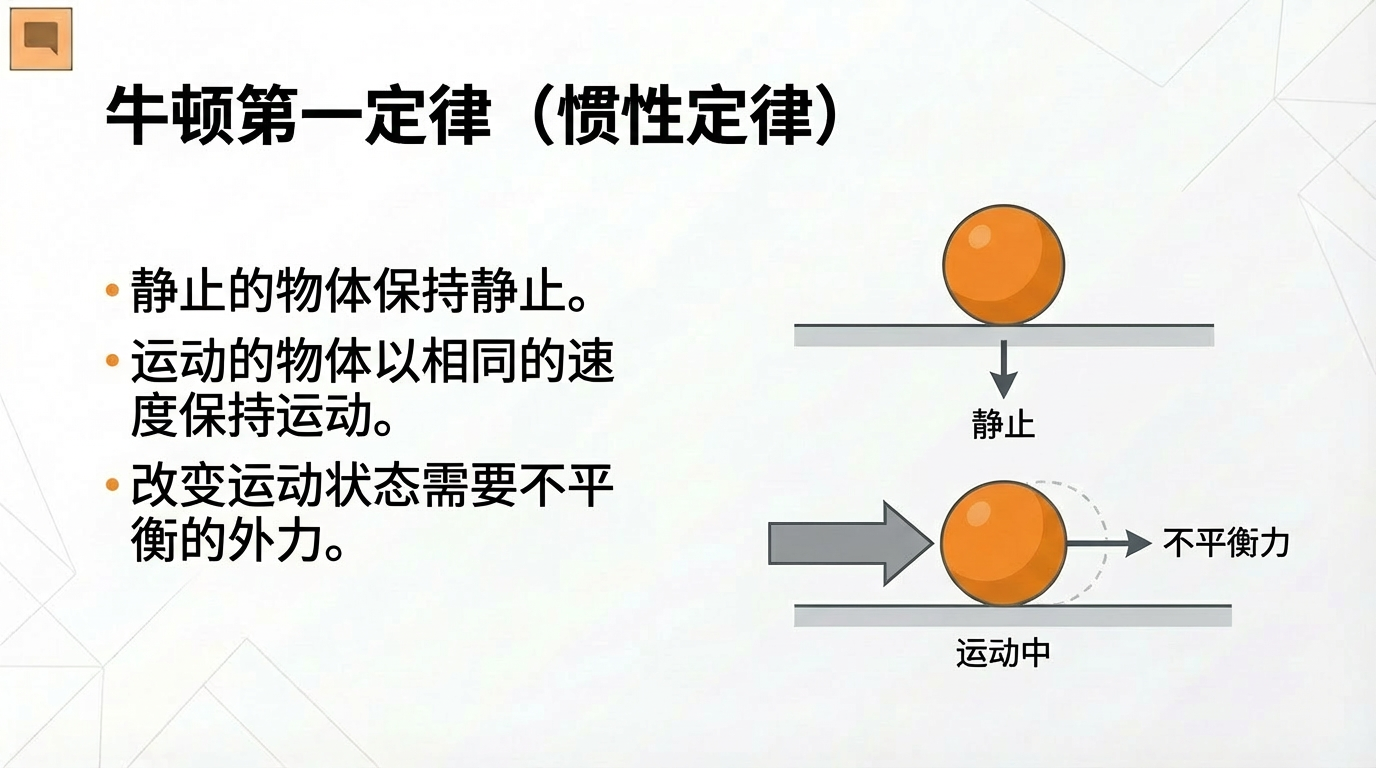 牛顿第一定律（惯性定律）
• 静止的物体保持静止。
• 运动的物体以相同的速
度保持运动。
• 改变运动状态需要不平
衡的外力。
静止
不平衡力
运动中